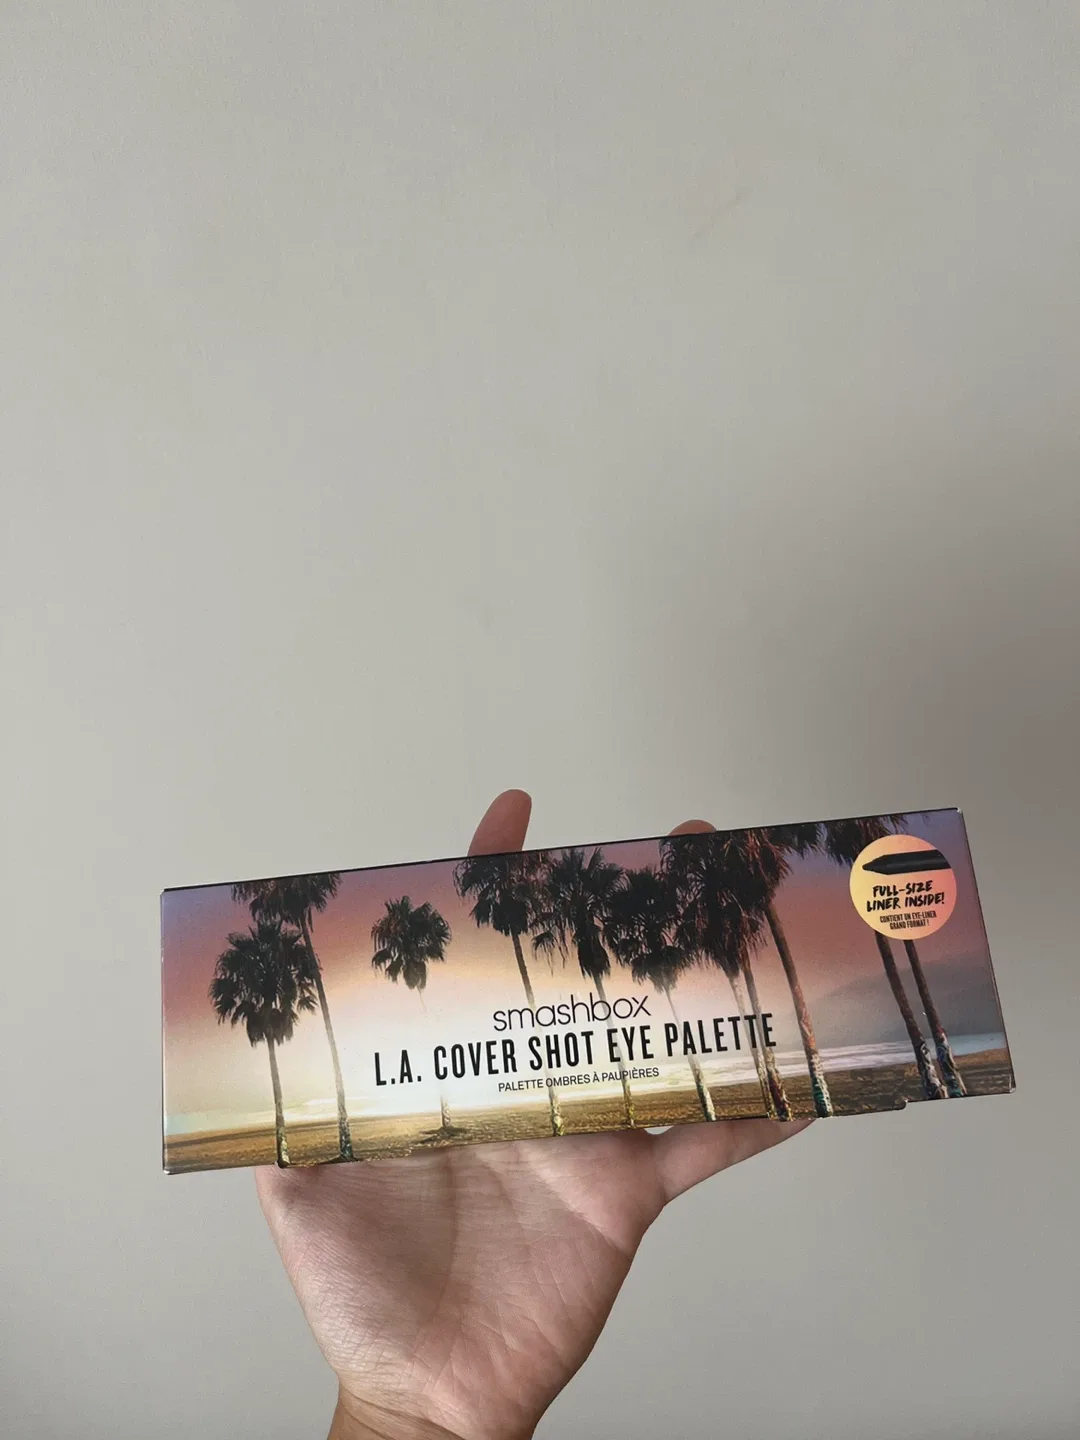 smashbox
L.A. COVER SHOT EYE PALETTE
PALETTE OMBRES À PAUPIÈRES
FULL-SIZE
LINER INSIDE!
CONTIENT UN EYE-LINER
GRAND FORMAT !